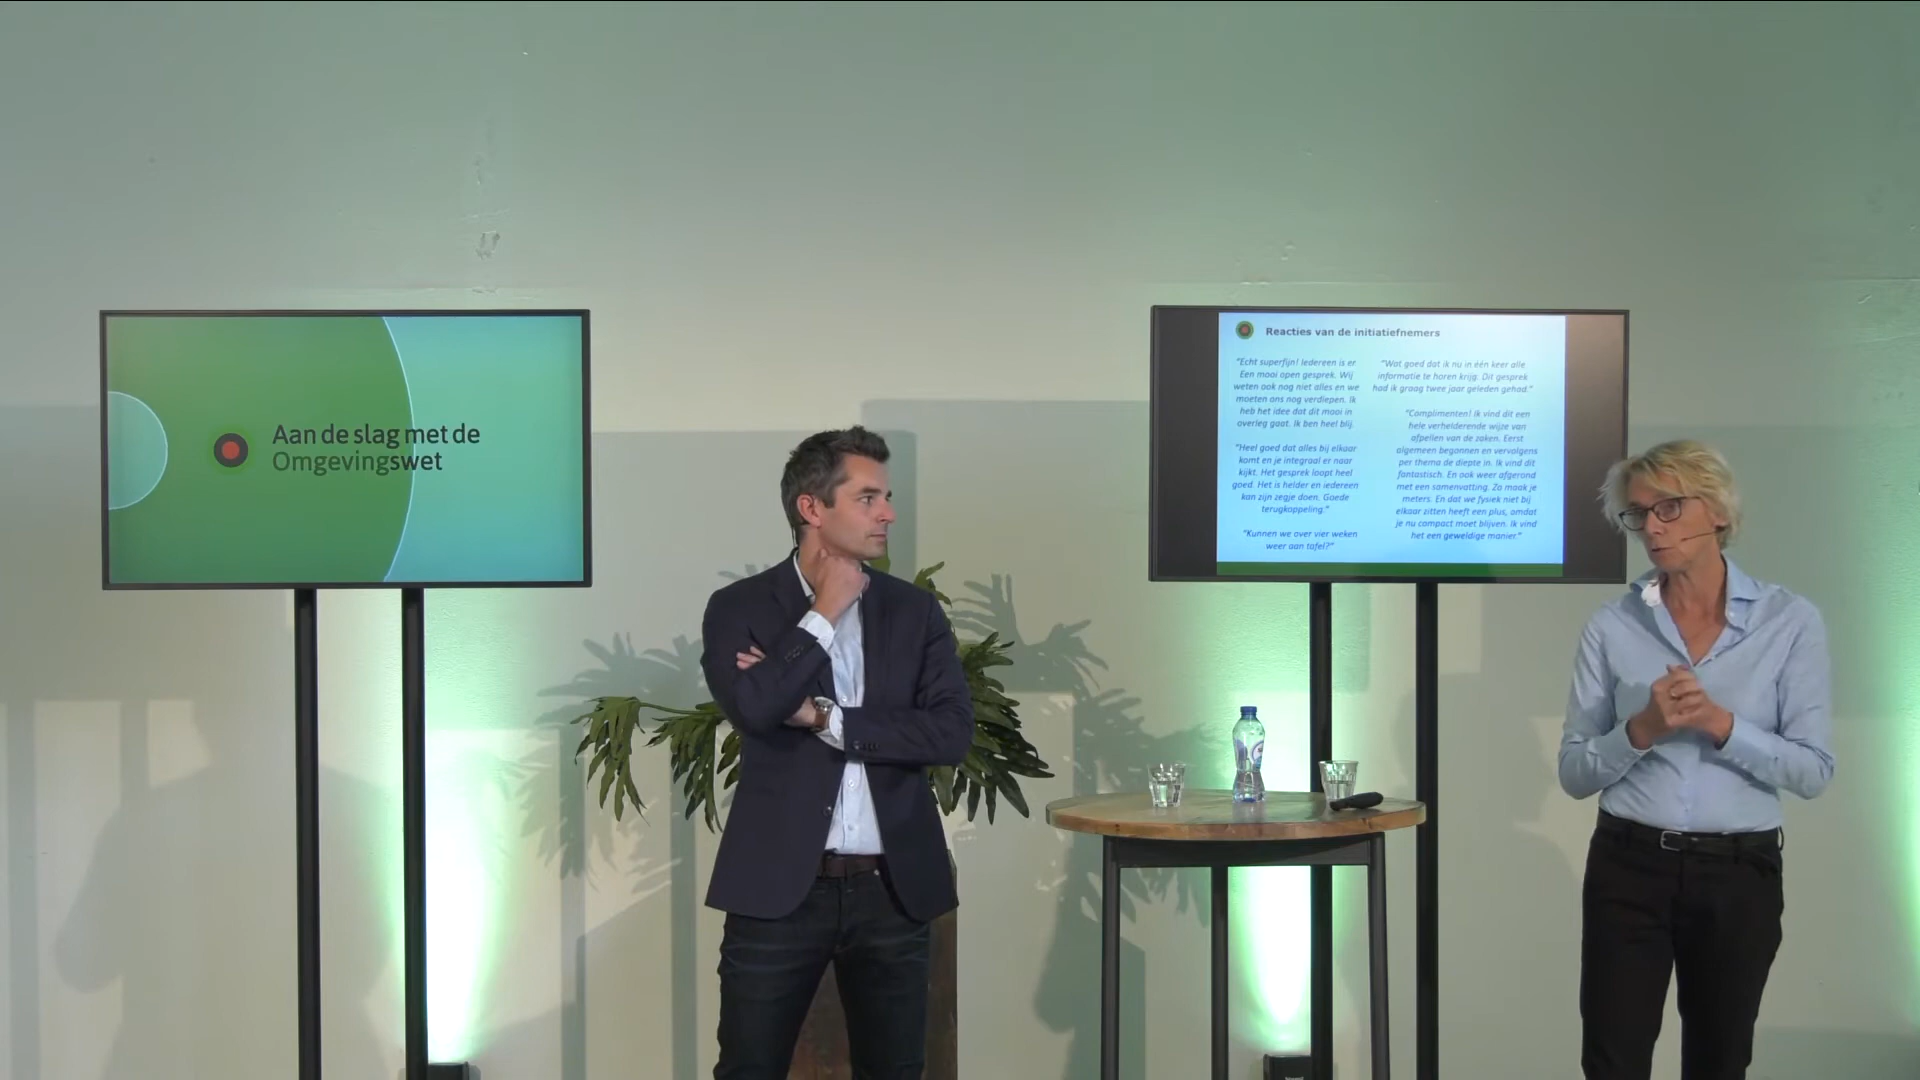 Aan de slag met de
Omgevingswet
Reacties van de initiatiefnemers
"Echt superfijn! Iedereen is er.
Een mooi open gesprek. Wij
weten ook nog niet alles en we
moeten ons nog verdiepen. Ik
heb het idee dat dit mooi in
overleg gaat. Ik ben heel blij.
"Heel goed dat alles bij elkaar
komt en je integraal er naar
kijkt. Het gesprek loopt heel
goed. Het is helder en iedereen
kan zijn zegje doen. Goede
terugkoppeling."
"Kunnen we over vier weken
weer aan tafel?"
"Wat goed dat ik nu in één keer alle
informatie te horen krijg. Dit gesprek
had ik graag twee jaar geleden gehad."
"Complimenten! Ik vind dit een
hele verhelderende wijze van
afpellen van de zaken. Eerst
algemeen begonnen en vervolgens
per thema de diepte in. Ik vind dit
fantastisch. En ook weer afgerond
met een samenvatting. Zo maak je
meters. En dat we fysiek niet bij
elkaar zitten heeft een plus, omdat
je nu compact moet blijven. Ik vind
het een geweldige manier."